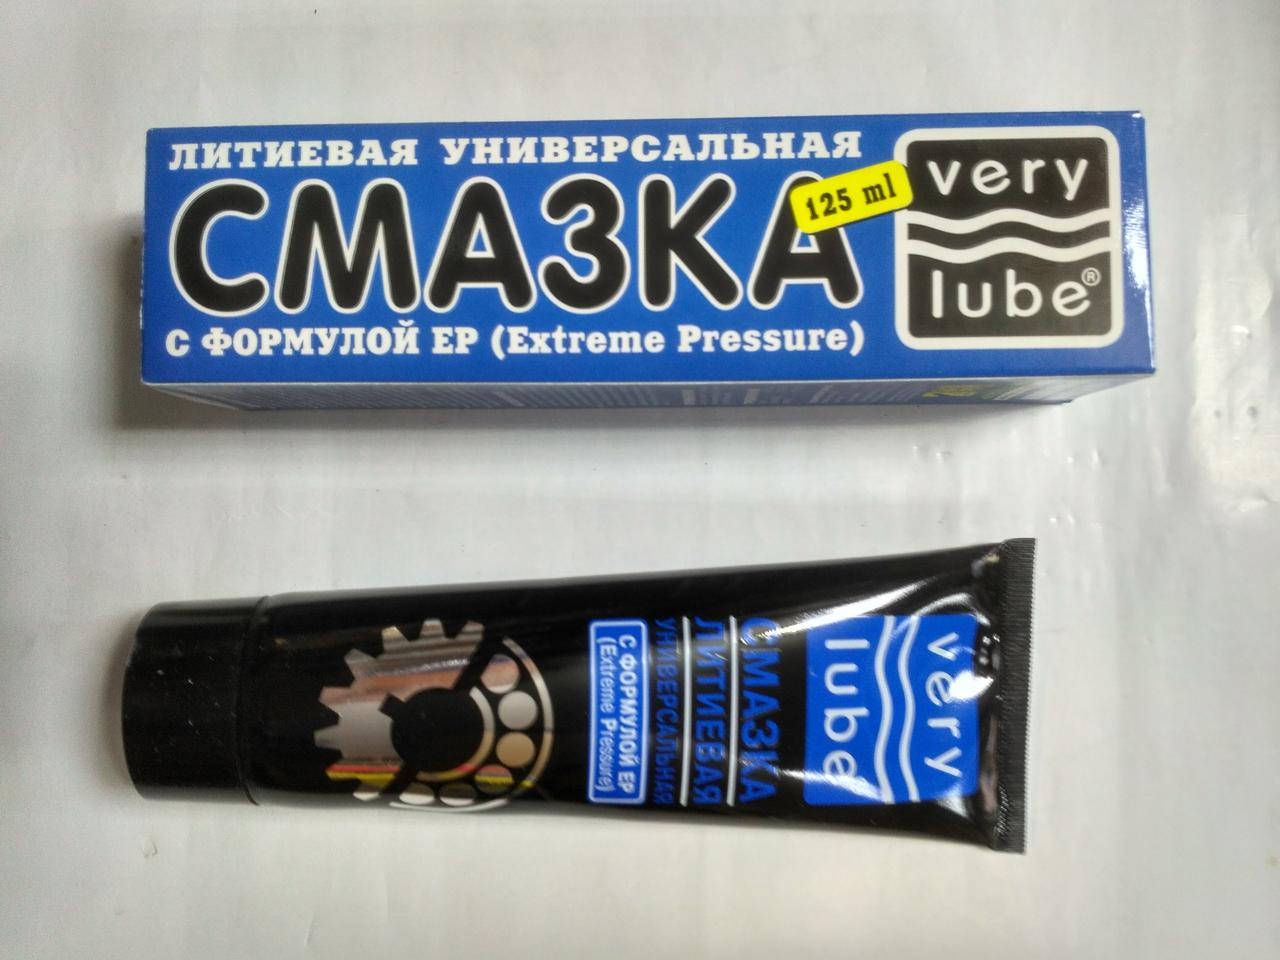 ЛИТИЕВАЯ УНИВЕРСАЛЬНАЯ
СМАЗКА
125 ml
С ФОРМУЛОЙ EP (Extreme Pressure)
very
lube®
very
lube
СМАЗКА
ЛИТИЕВАЯ
УНИВЕРСАЛЬНАЯ
С ФОРМУЛОЙ EP
(Extreme Pressure)